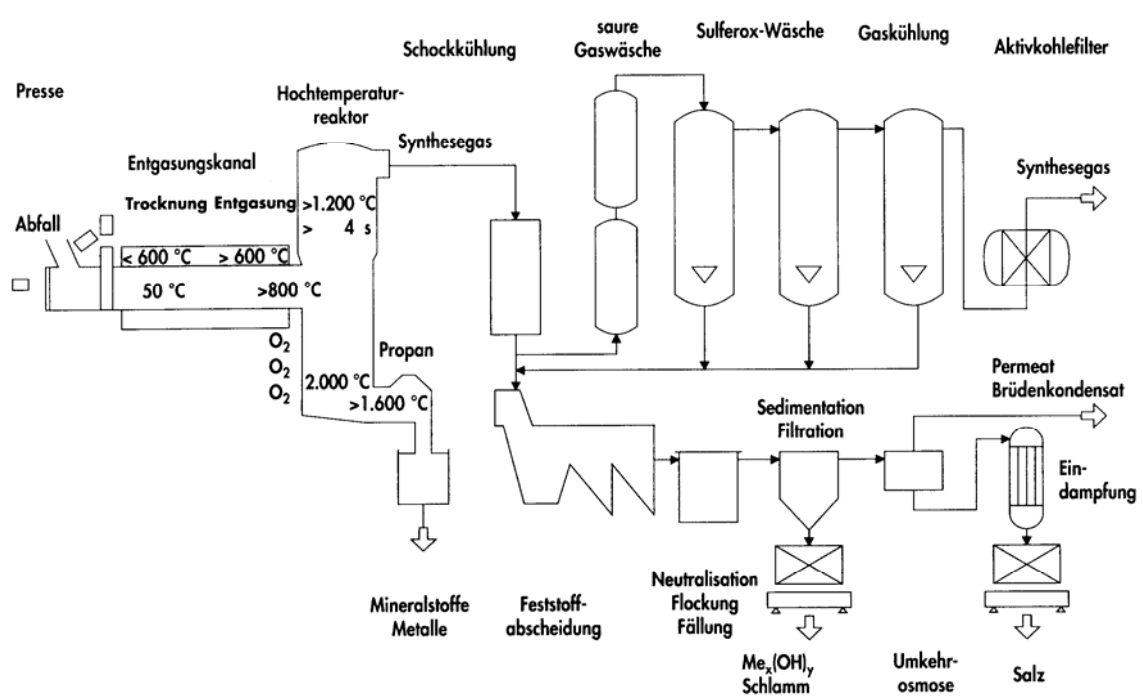 saure
Gaswäsche
Sulferox-Wäsche
Gaskühlung
Schockkühlung
Aktivkohlefilter
Presse
Hochtemperatur-
reaktor
Synthesegas
Entgasungskanal
Synthesegas
Trocknung Entgasung
>1.200 °C
> 4 s
Abfall
< 600 °C > 600 °C
50 °C >800 °C
O2
O2
O2
Propan
2.000 °C
>1.600 °C
Permeat
Brüdenkondensat
Sedimentation
Filtration
Ein-
dampfung
Mineralstoffe
Metalle
Feststoff-
abscheidung
Neutralisation
Flockung
Fällung
Mex(OH)y
Schlamm
Umkehr-
osmose
Salz